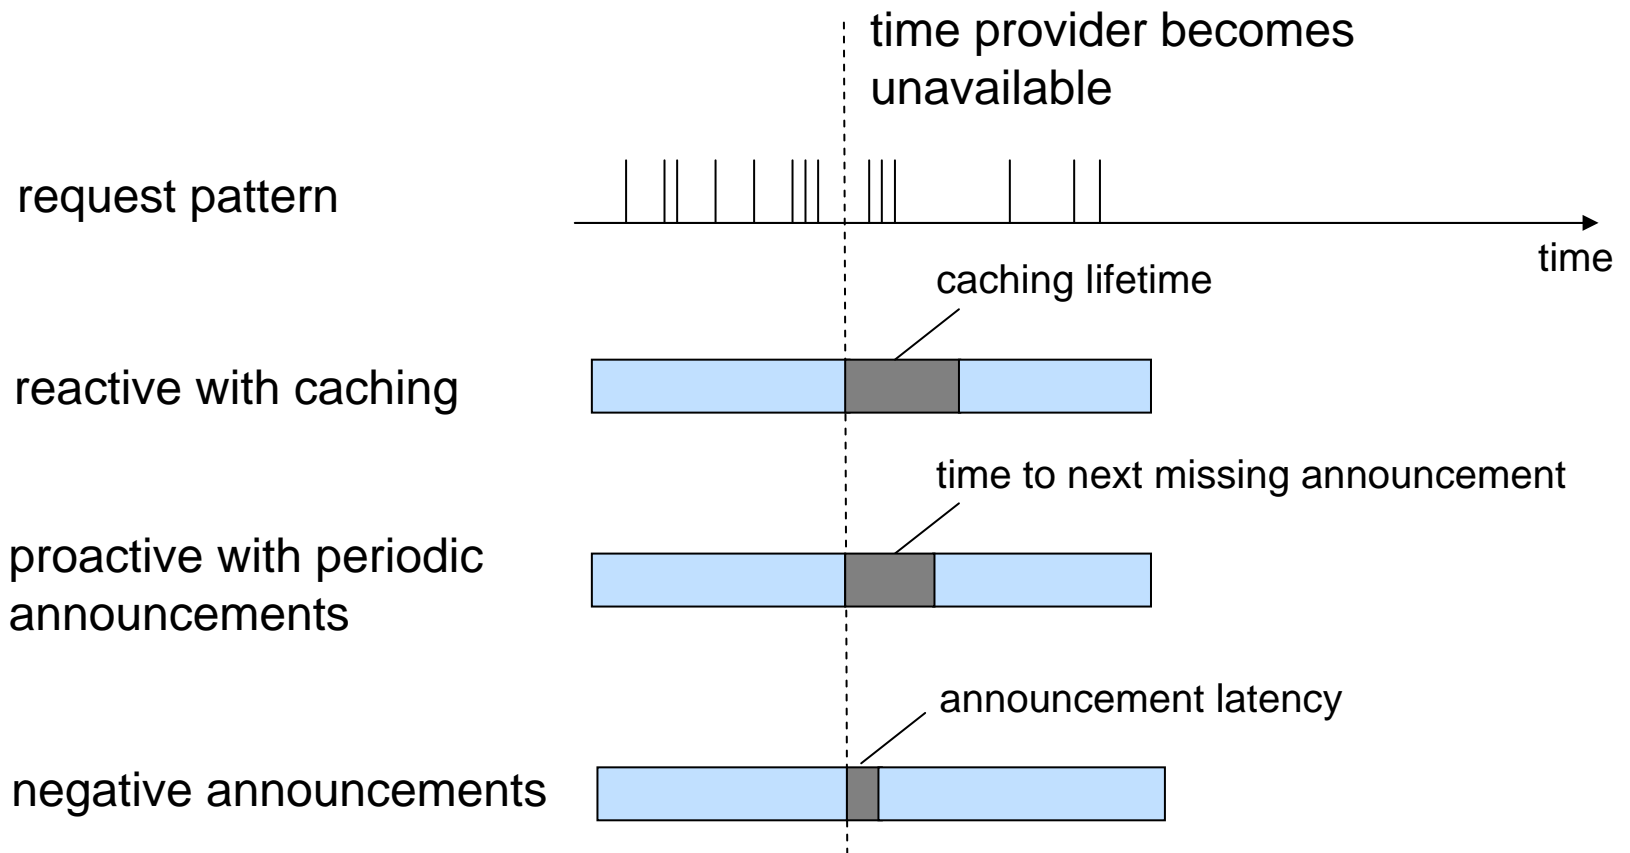 time provider becomes
unavailable
request pattern
time
caching lifetime
reactive with caching
time to next missing announcement
proactive with periodic
announcements
announcement latency
negative announcements